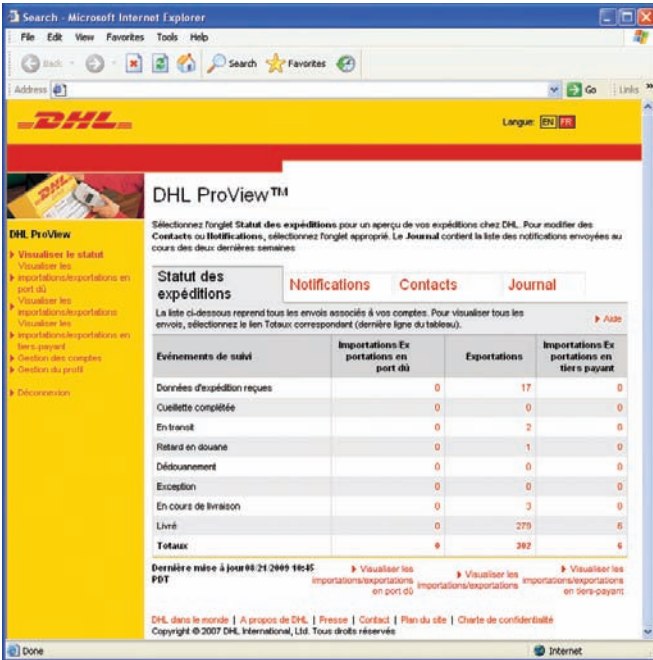 Search - Microsoft Internet Explorer
File Edit View Favorites Tools Help
Back Search Favorites
Address Go Links
DHL
Langue: EN FR
DHL ProView™
Sélectionnez l'onglet Statut des expéditions pour un aperçu de vos expéditions chez DHL. Pour modifier des
Contacts ou Notifications, sélectionnez l'onglet approprié. Le Journal contient la liste des notifications envoyées au
cours des deux dernières semaines
DHL ProView
Visualiser le statut
Visualiser les
importations/exportations en
port dû
Visualiser les
importations/exportations
Visualiser les
importations/exportations en
tiers-payant
Gestion des comptes
Gestion du profil
Déconnexion
Statut des
expéditions
Notifications Contacts Journal
La liste ci-dessous reprend tous les envois associés à vos comptes. Pour visualiser tous les
envois, sélectionnez le lien Totaux correspondant (dernière ligne du tableau).
Aide
Événements de suivi
Importations Ex
portations en
port dû
Exportations
Importations Ex
portations en
tiers payant
Données d'expédition reçues 0 17 0
Cueillette complétée 0 0 0
En transit 0 2 0
Retard en douane 0 1 0
Dédouanement 0 0 0
Exception 0 0 0
En cours de livraison 0 3 0
Livré 0 279 6
Totaux 0 302 6
Dernière mise à jour 08/21/2009 10:45
PDT
Visualiser les
importations/exportations
en port dû
Visualiser les
importations/exportations
Visualiser les
importations/exportations
en tiers-payant
DHL dans le monde | A propos de DHL | Presse | Contact | Plan du site | Charte de confidentialité
Copyright © 2007 DHL International, Ltd. Tous droits réservés
Done Internet